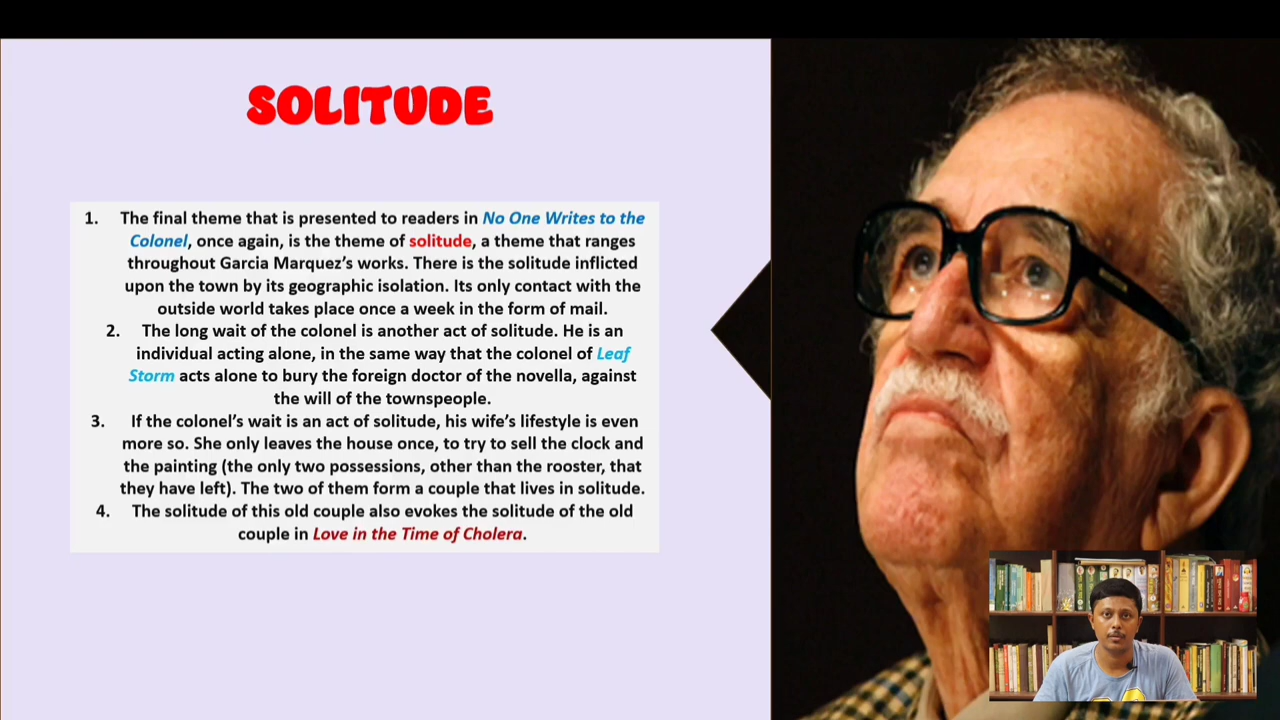 SOLITUDE
1. The final theme that is presented to readers in No One Writes to the
Colonel, once again, is the theme of solitude, a theme that ranges
throughout Garcia Marquez’s works. There is the solitude inflicted
upon the town by its geographic isolation. Its only contact with the
outside world takes place once a week in the form of mail.
2. The long wait of the colonel is another act of solitude. He is an
individual acting alone, in the same way that the colonel of Leaf
Storm acts alone to bury the foreign doctor of the novella, against
the will of the townspeople.
3. If the colonel’s wait is an act of solitude, his wife’s lifestyle is even
more so. She only leaves the house once, to try to sell the clock and
the painting (the only two possessions, other than the rooster, that
they have left). The two of them form a couple that lives in solitude.
4. The solitude of this old couple also evokes the solitude of the old
couple in Love in the Time of Cholera.